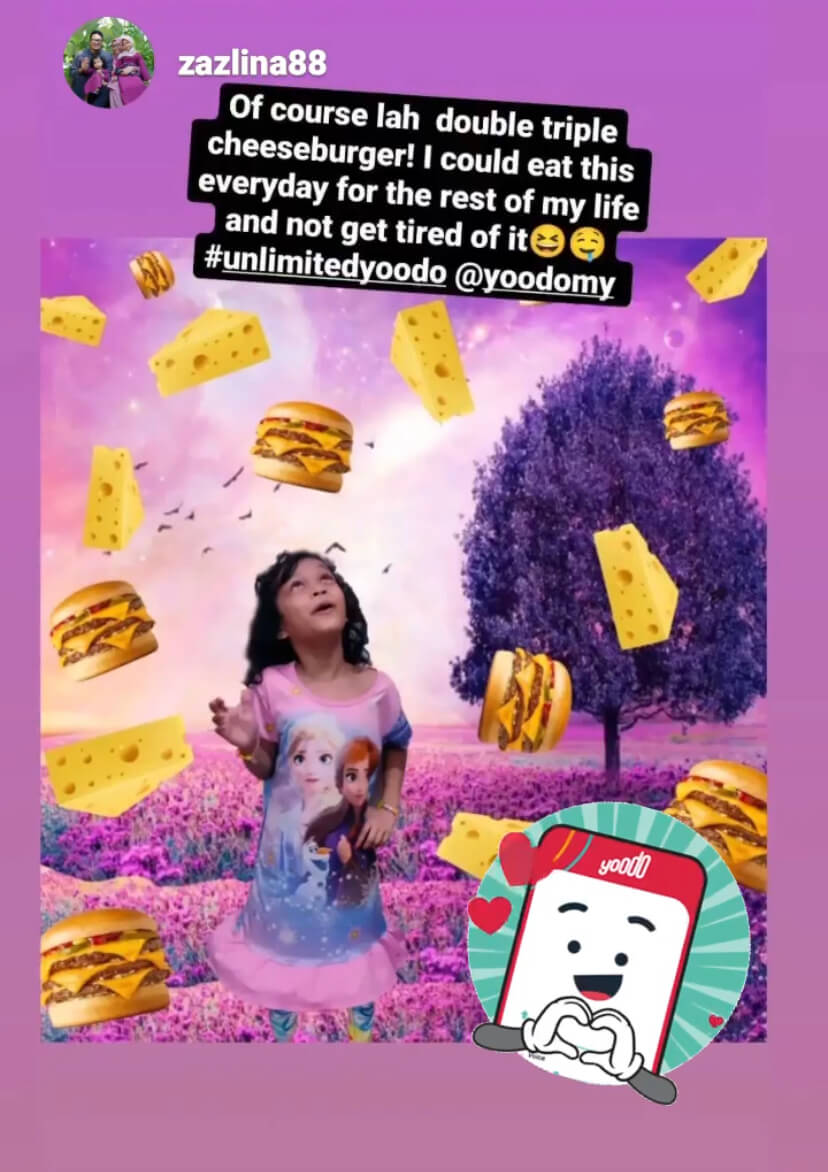 zazlina88
Of course lah double triple
cheeseburger! I could eat this
everyday for the rest of my life
and not get tired of it😆🤤
#unlimitedyoodo @yoodomy
yoodo
Voice